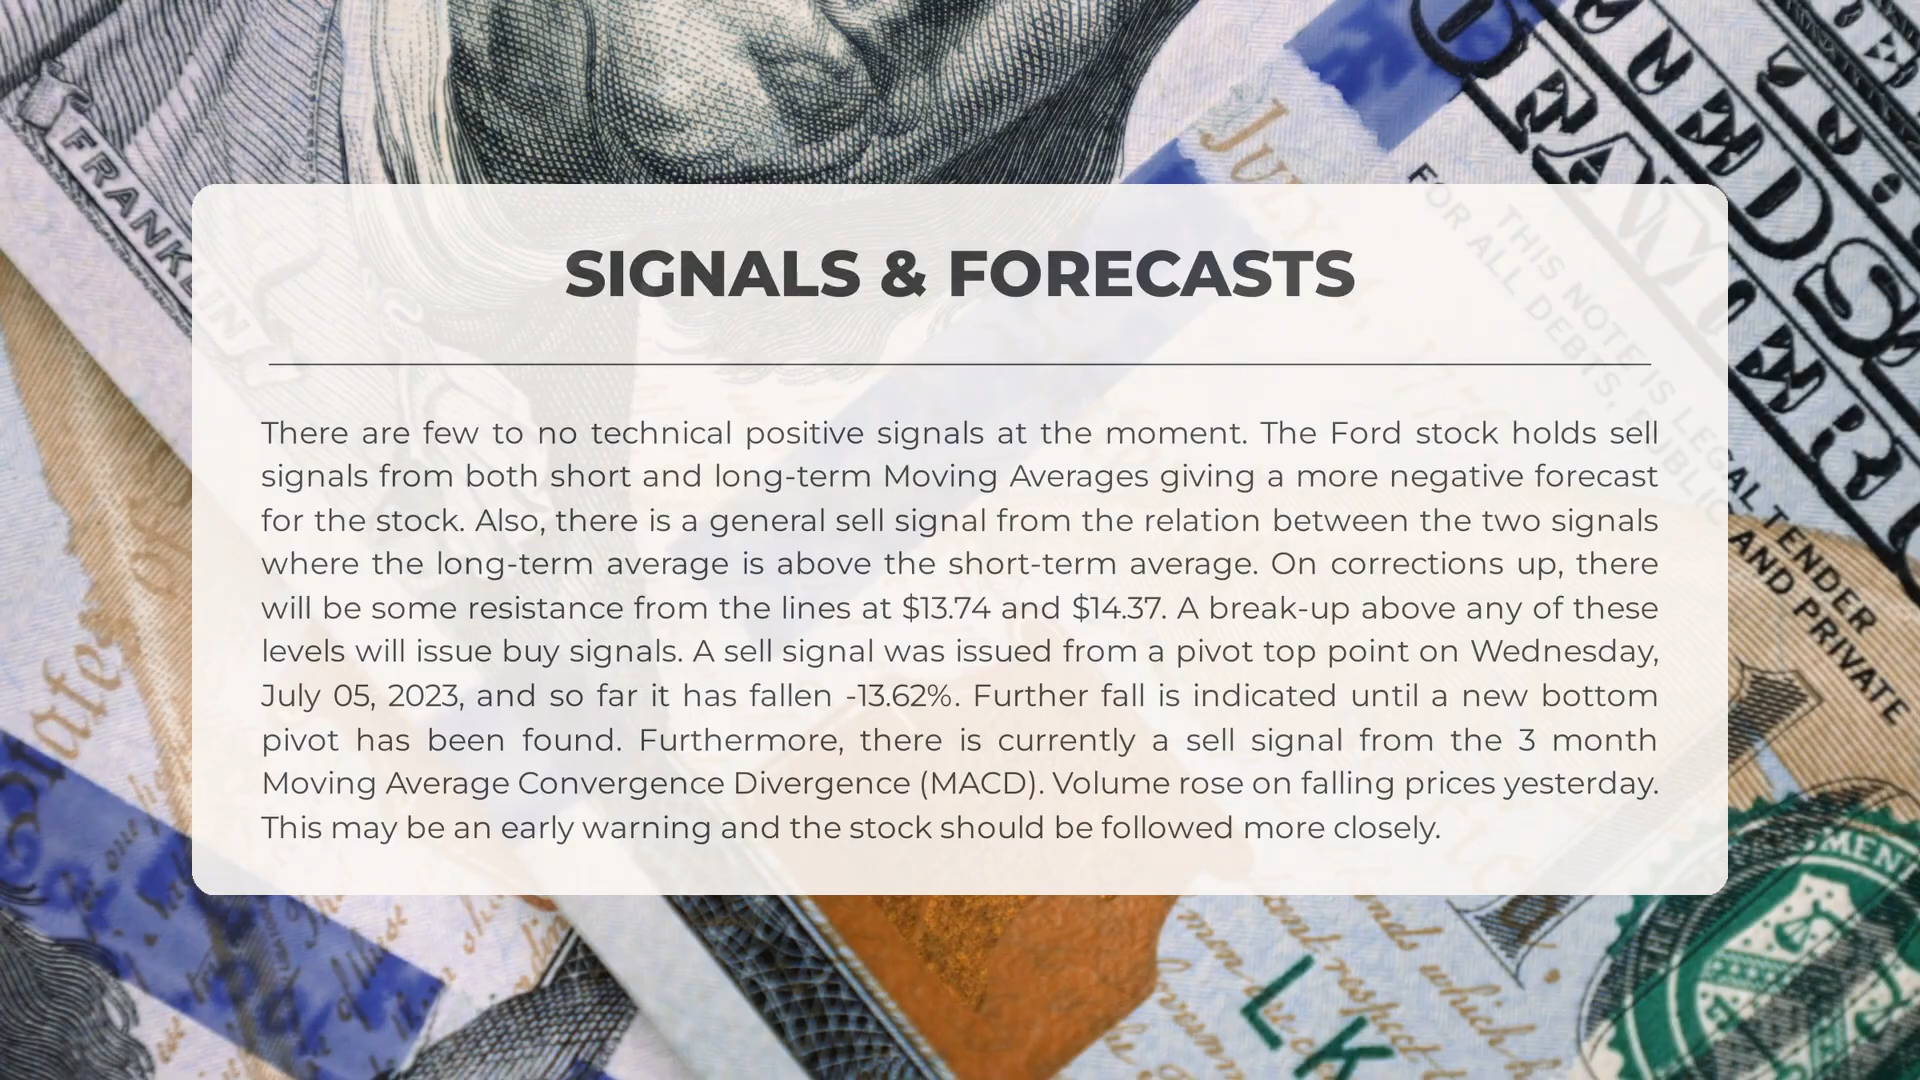 FRANKLIN
JULY
FOR ALL DEBTS, PUBLIC
THIS NOTE IS LEGAL TENDER
AND PRIVATE
SIGNALS & FORECASTS
There are few to no technical positive signals at the moment. The Ford stock holds sell
signals from both short and long-term Moving Averages giving a more negative forecast
for the stock. Also, there is a general sell signal from the relation between the two signals
where the long-term average is above the short-term average. On corrections up, there
will be some resistance from the lines at $13.74 and $14.37. A break-up above any of these
levels will issue buy signals. A sell signal was issued from a pivot top point on Wednesday,
July 05, 2023, and so far it has fallen -13.62%. Further fall is indicated until a new bottom
pivot has been found. Furthermore, there is currently a sell signal from the 3 month
Moving Average Convergence Divergence (MACD). Volume rose on falling prices yesterday.
This may be an early warning and the stock should be followed more closely.
L K